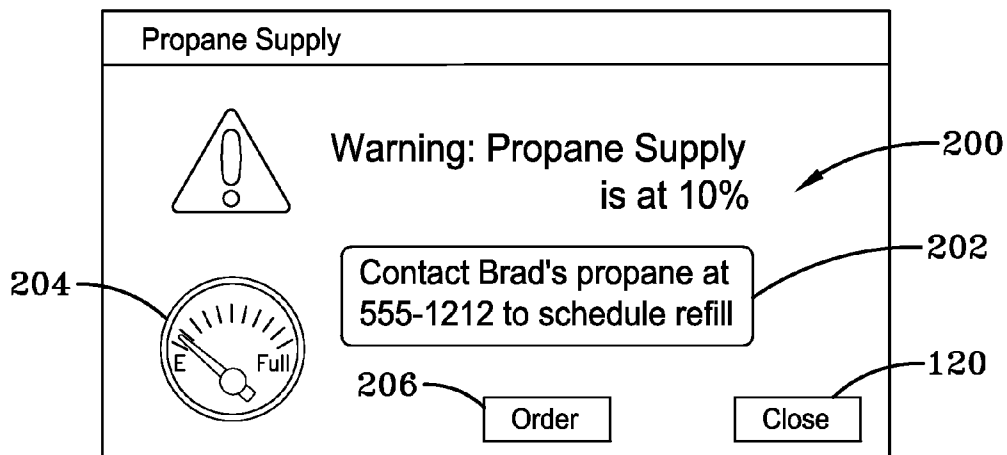 Propane Supply
Warning: Propane Supply
is at 10%
200
Contact Brad's propane at
555-1212 to schedule refill
202
204
E Full
206
Order
Close
120